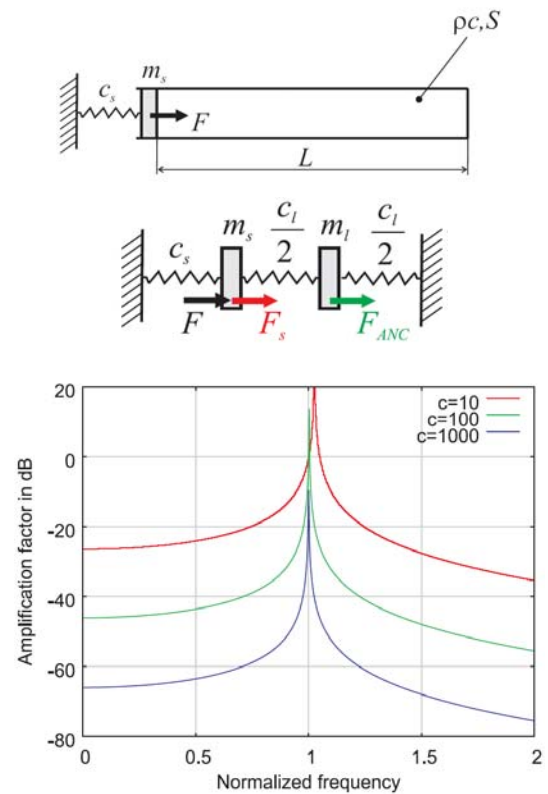 ρc,S
m_s
c_s
F
L
c_s m_s c_l/2 m_l c_l/2
F F_s F_ANC
20
0
-20
-40
-60
-80
Amplification factor in dB
c=10
c=100
c=1000
0 0.5 1 1.5 2
Normalized frequency